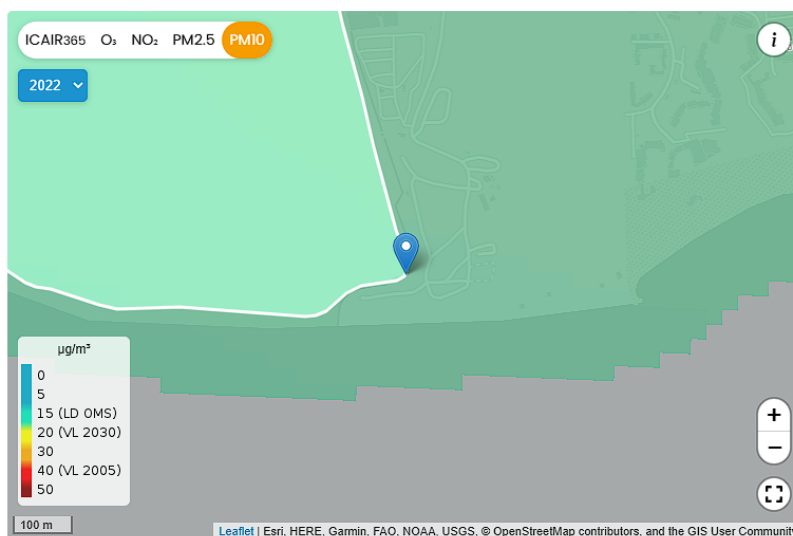 ICAIR365 O₃ NO₂ PM2.5 PM10
i
2022
µg/m³
0
5
15 (LD OMS)
20 (VL 2030)
30
40 (VL 2005)
50
+
−
100 m
Leaflet | Esri, HERE, Garmin, FAO, NOAA, USGS, © OpenStreetMap contributors, and the GIS User Community